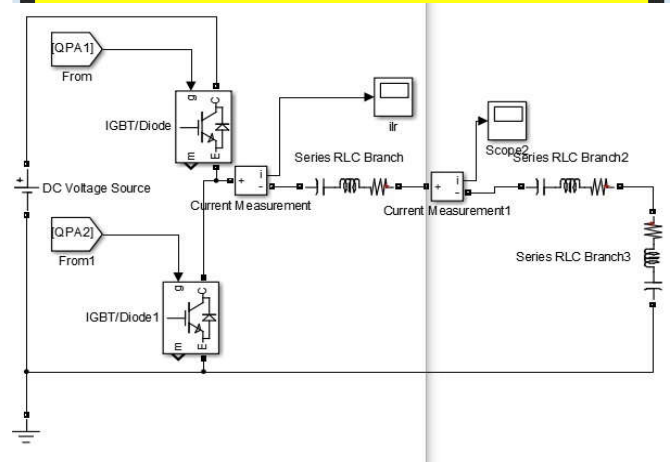 [QPA1]
From
g
C
IGBT/Diode
m
E
ilr
Scope2
Series RLC Branch
Series RLC Branch2
+
DC Voltage Source
+
i
-
Current Measurement
+
i
-
Current Measurement1
[QPA2]
From1
Series RLC Branch3
g
C
IGBT/Diode1
m
E